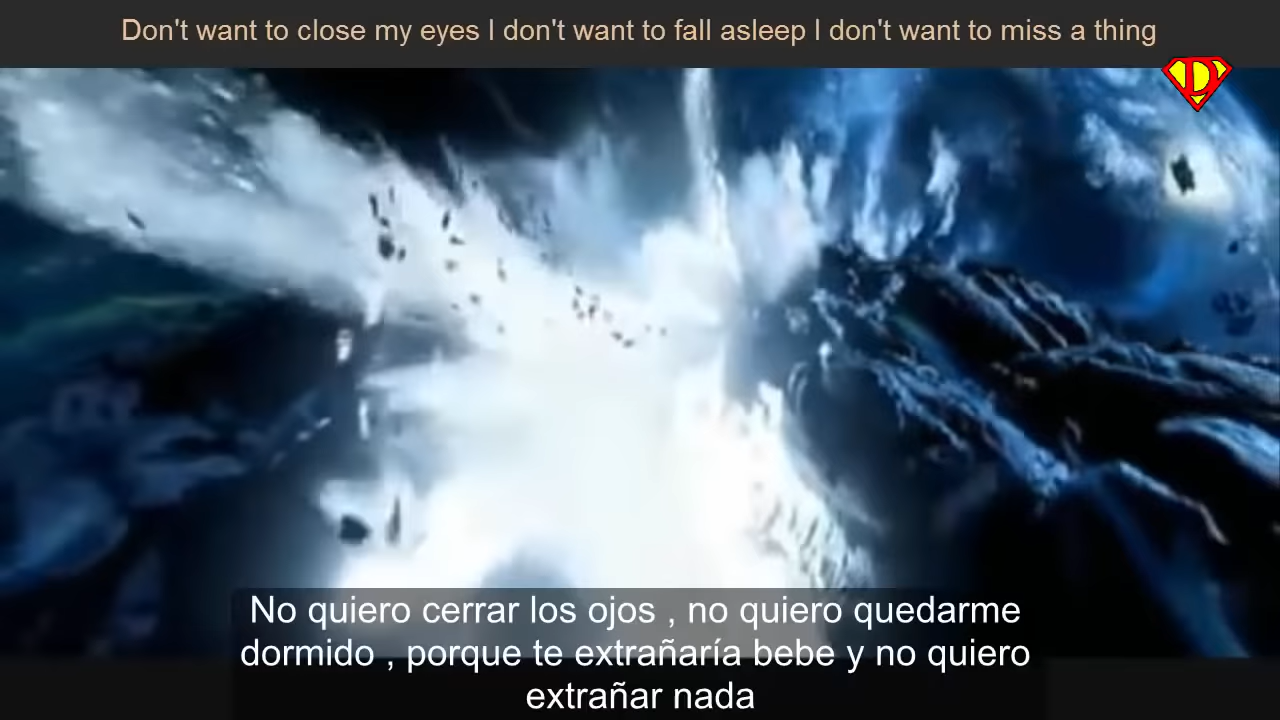 Don't want to close my eyes I don't want to fall asleep I don't want to miss a thing
D
No quiero cerrar los ojos , no quiero quedarme
dormido , porque te extrañaría bebe y no quiero
extrañar nada